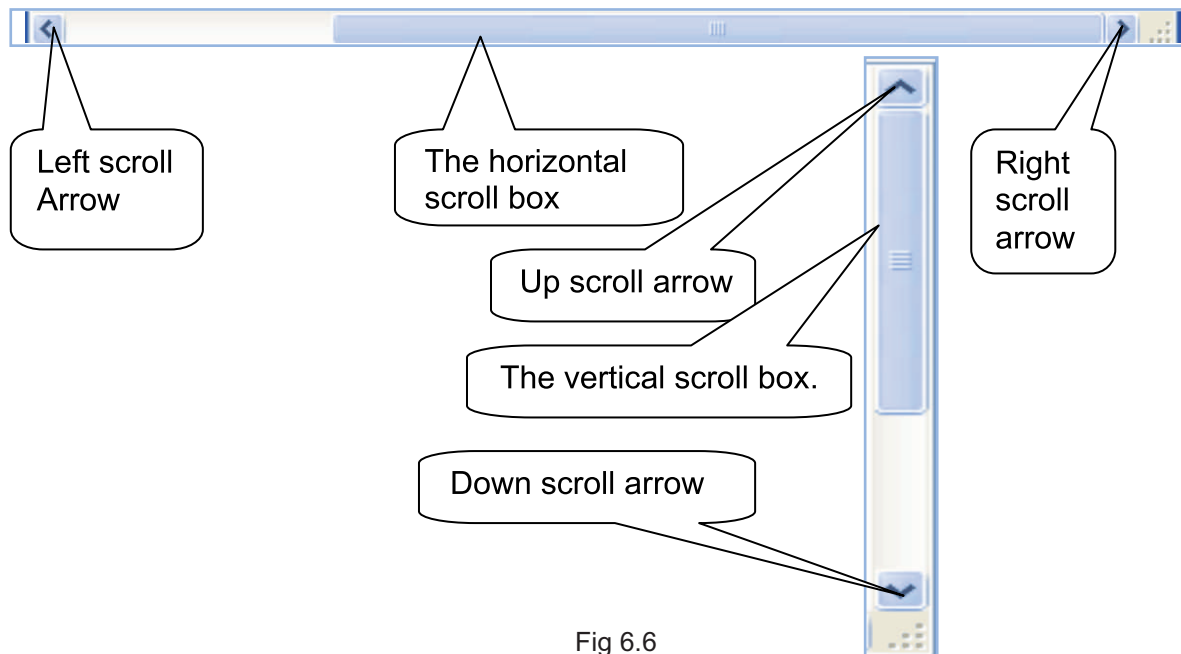 Left scroll
Arrow
The horizontal
scroll box
Right
scroll
arrow
Up scroll arrow
The vertical scroll box.
Down scroll arrow
Fig 6.6